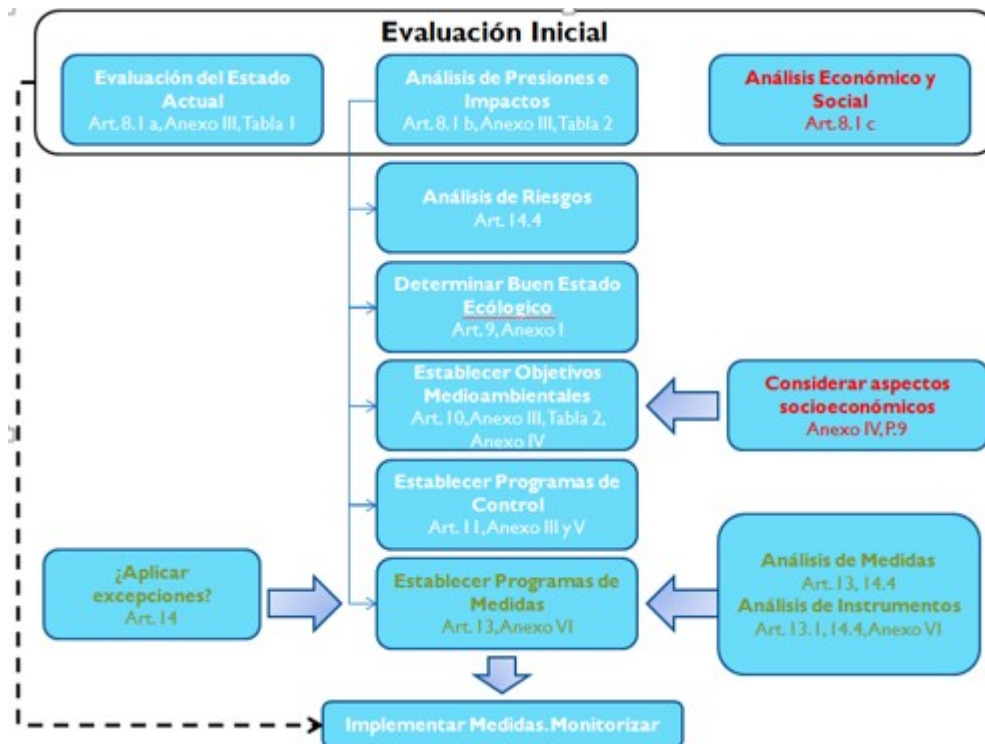 Evaluación Inicial
Evaluación del Estado
Actual
Art.8.1 a, Anexo III, Tabla 1
Análisis de Presiones e
Impactos
Art.8.1 b, Anexo III, Tabla 2
Análisis Económico y
Social
Art.8.1 c
Análisis de Riesgos
Art. 14.4
Determinar Buen Estado
Ecólogico
Art. 9, Anexo I
Establecer Objetivos
Medioambientales
Art. 10, Anexo III, Tabla 2,
Anexo IV
Considerar aspectos
socioeconómicos
Anexo IV, P.9
Establecer Programas de
Control
Art. 11, Anexo III y V
¿Aplicar
excepciones?
Art. 14
Establecer Programas de
Medidas
Art. 13, Anexo VI
Análisis de Medidas
Art. 13, 14.4
Análisis de Instrumentos
Art. 13.1, 14.4, Anexo VI
Implementar Medidas. Monitorizar